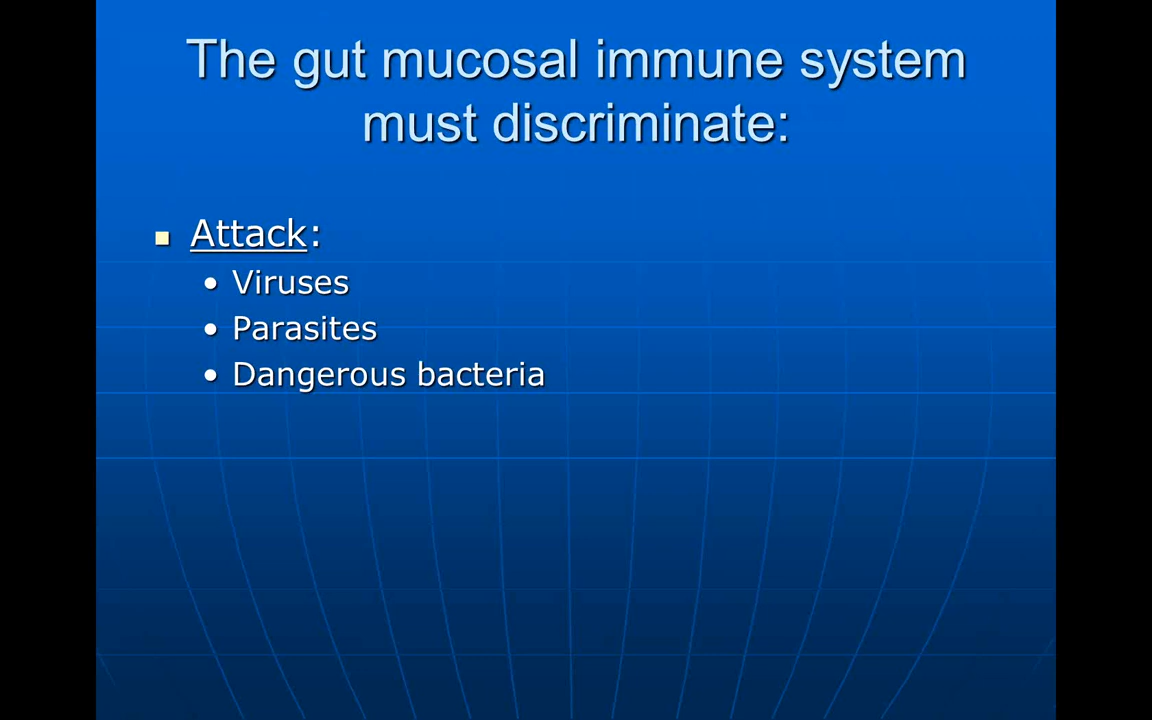 The gut mucosal immune system
must discriminate:
Attack:
Viruses
Parasites
Dangerous bacteria